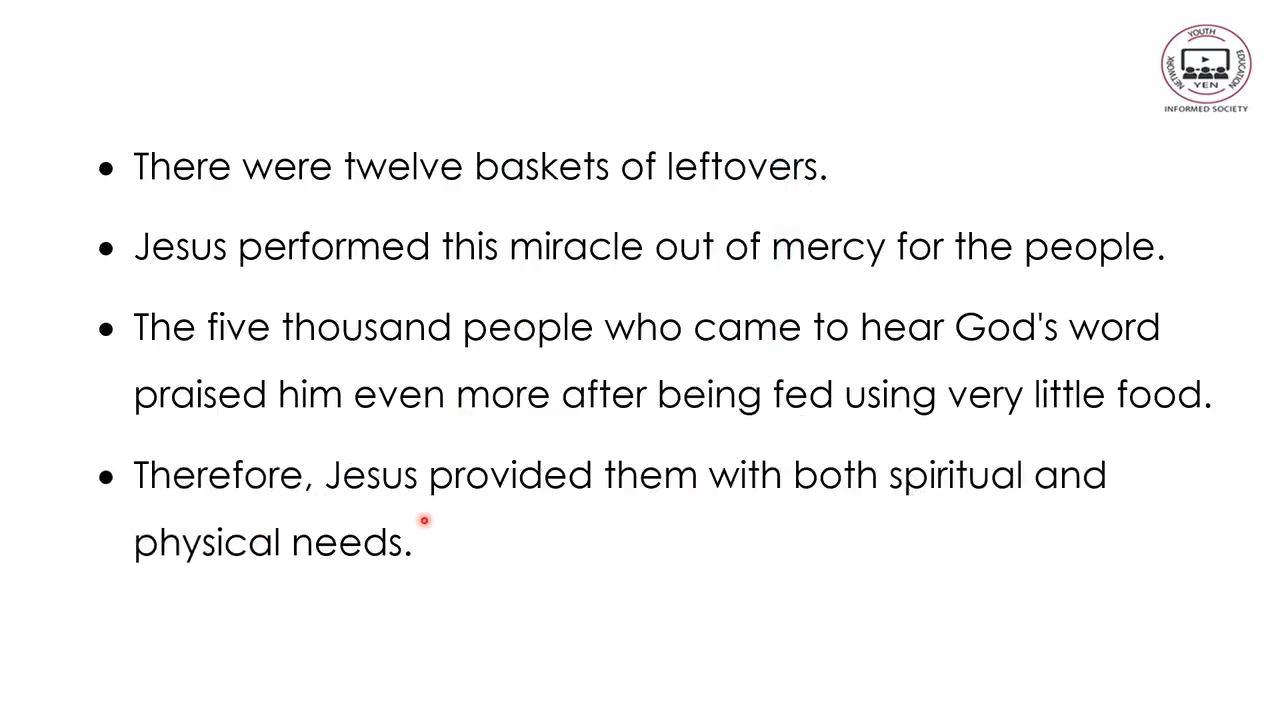 YOUTH
NETWORK
EDUCATION
YEN
INFORMED SOCIETY
• There were twelve baskets of leftovers.
• Jesus performed this miracle out of mercy for the people.
• The five thousand people who came to hear God's word
praised him even more after being fed using very little food.
• Therefore, Jesus provided them with both spiritual and
physical needs.